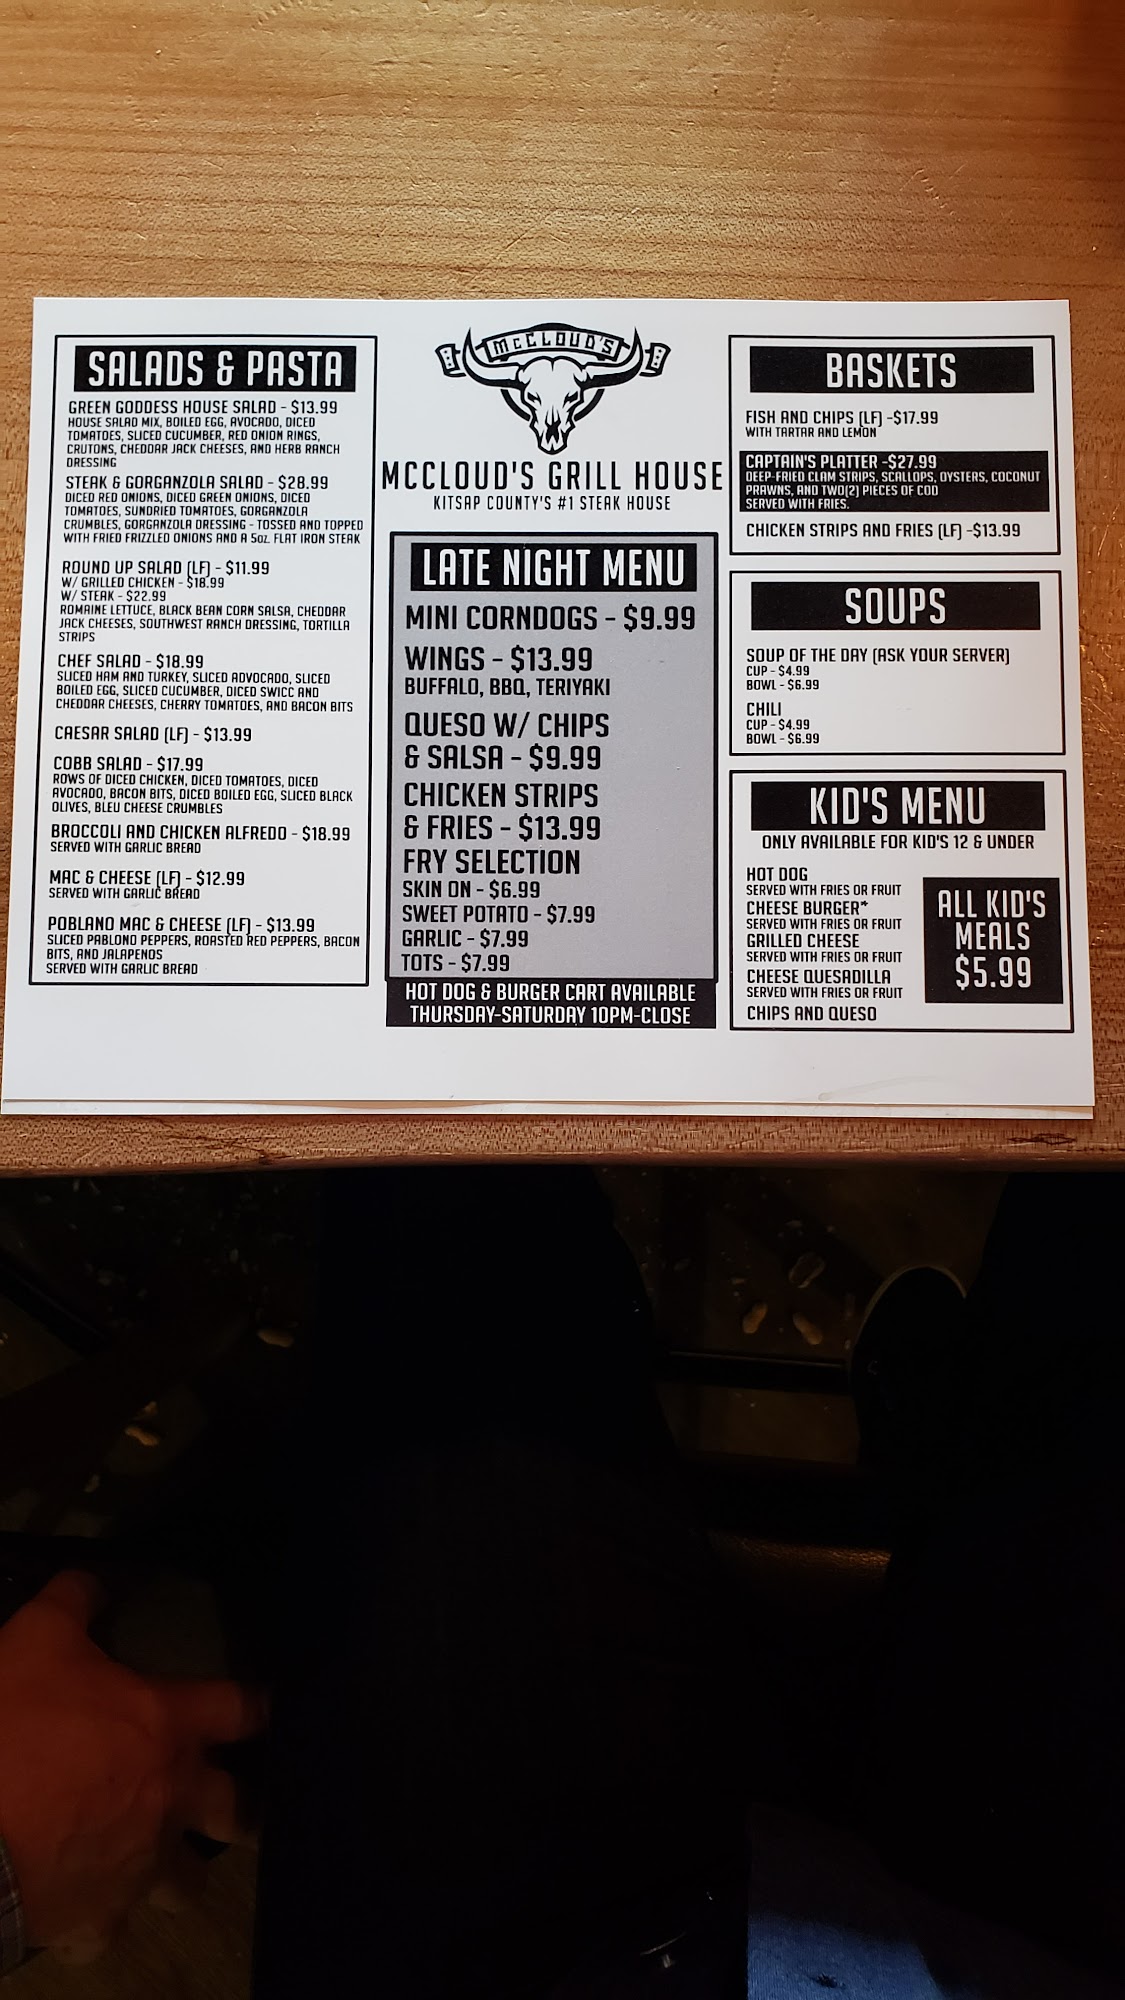 SALADS & PASTA
GREEN GODDESS HOUSE SALAD - $13.99
HOUSE SALAD MIX, BOILED EGG, AVOCADO, DICED
TOMATOES, SLICED CUCUMBER, RED ONION RINGS,
CRUTONS, CHEDDAR JACK CHEESES, AND HERB RANCH
DRESSING
STEAK & GORGANZOLA SALAD - $28.99
DICED RED ONIONS, DICED GREEN ONIONS, DICED
TOMATOES, SUNDRIED TOMATOES, GORGANZOLA
CRUMBLES, GORGANZOLA DRESSING - TOSSED AND TOPPED
WITH FRIED FRIZZLED ONIONS AND A 5oz. FLAT IRON STEAK
ROUND UP SALAD (LF) - $11.99
W/ GRILLED CHICKEN - $18.99
W/ STEAK - $22.99
ROMAINE LETTUCE, BLACK BEAN CORN SALSA, CHEDDAR
JACK CHEESES, SOUTHWEST RANCH DRESSING, TORTILLA
STRIPS
CHEF SALAD - $18.99
SLICED HAM AND TURKEY, SLICED ADVOCADO, SLICED
BOILED EGG, SLICED CUCUMBER, DICED SWICC AND
CHEDDAR CHEESES, CHERRY TOMATOES, AND BACON BITS
CAESAR SALAD (LF) - $13.99
COBB SALAD - $17.99
ROWS OF DICED CHICKEN, DICED TOMATOES, DICED
AVOCADO, BACON BITS, DICED BOILED EGG, SLICED BLACK
OLIVES, BLEU CHEESE CRUMBLES
BROCCOLI AND CHICKEN ALFREDO - $18.99
SERVED WITH GARLIC BREAD
MAC & CHEESE (LF) - $12.99
SERVED WITH GARLIC BREAD
POBLANO MAC & CHEESE (LF) - $13.99
SLICED PABLONO PEPPERS, ROASTED RED PEPPERS, BACON
BITS, AND JALAPENOS
SERVED WITH GARLIC BREAD
McCLOUD'S
MCCLOUD'S GRILL HOUSE
KITSAP COUNTY'S #1 STEAK HOUSE
LATE NIGHT MENU
MINI CORNDOGS - $9.99
WINGS - $13.99
BUFFALO, BBQ, TERIYAKI
QUESO W/ CHIPS
& SALSA - $9.99
CHICKEN STRIPS
& FRIES - $13.99
FRY SELECTION
SKIN ON - $6.99
SWEET POTATO - $7.99
GARLIC - $7.99
TOTS - $7.99
HOT DOG & BURGER CART AVAILABLE
THURSDAY-SATURDAY 10PM-CLOSE
BASKETS
FISH AND CHIPS (LF) -$17.99
WITH TARTAR AND LEMON
CAPTAIN'S PLATTER -$27.99
DEEP-FRIED CLAM STRIPS, SCALLOPS, OYSTERS, COCONUT
PRAWNS, AND TWO(2) PIECES OF COD
SERVED WITH FRIES.
CHICKEN STRIPS AND FRIES (LF) -$13.99
SOUPS
SOUP OF THE DAY (ASK YOUR SERVER)
CUP - $4.99
BOWL - $6.99
CHILI
CUP - $4.99
BOWL - $6.99
KID'S MENU
ONLY AVAILABLE FOR KID'S 12 & UNDER
HOT DOG
SERVED WITH FRIES OR FRUIT
CHEESE BURGER*
SERVED WITH FRIES OR FRUIT
GRILLED CHEESE
SERVED WITH FRIES OR FRUIT
CHEESE QUESADILLA
SERVED WITH FRIES OR FRUIT
CHIPS AND QUESO
ALL KID'S
MEALS
$5.99